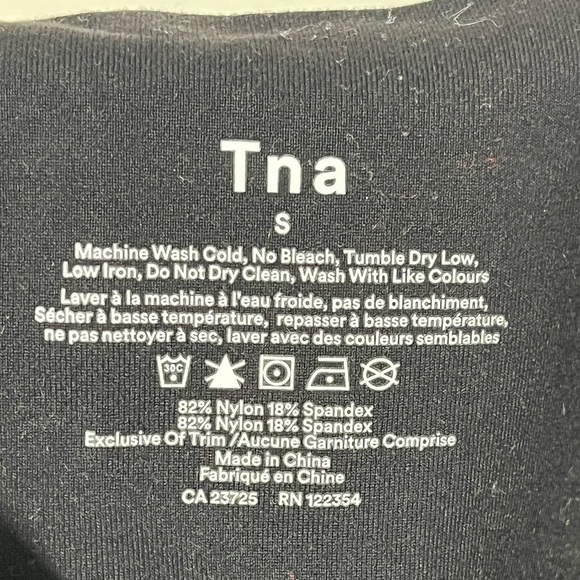 Tna
S
Machine Wash Cold, No Bleach, Tumble Dry Low,
Low Iron, Do Not Dry Clean, Wash With Like Colours
Laver à la machine à l'eau froide, pas de blanchiment,
Sécher à basse température, repasser à basse température,
ne pas nettoyer à sec, laver avec des couleurs semblables
30C
82% Nylon 18% Spandex
82% Nylon 18% Spandex
Exclusive Of Trim /Aucune Garniture Comprise
Made in China
Fabriqué en Chine
CA 23725 RN 122354